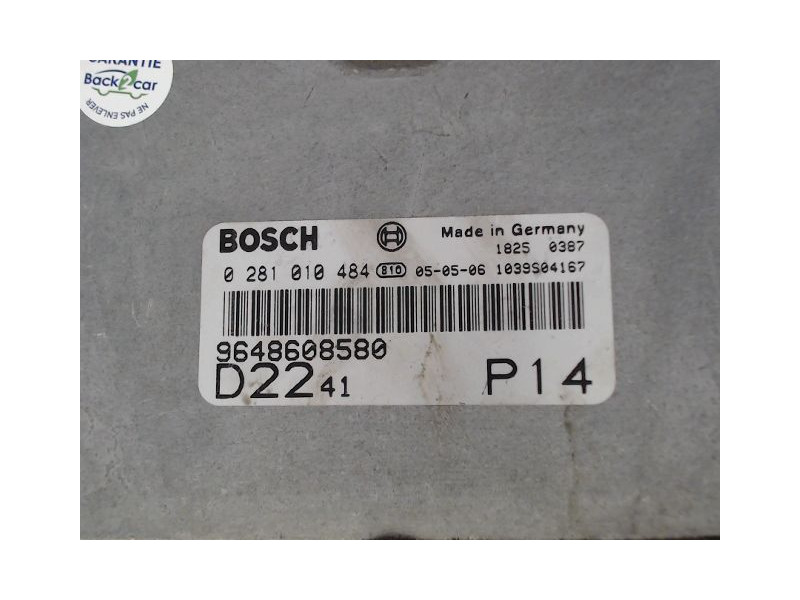 GARANTIE
Back2car
NE PAS ENLEVER
BOSCH
Made in Germany
1825 0387
0 281 010 484 810 05-05-06 1039S04167
9648608580
D22 41 P14